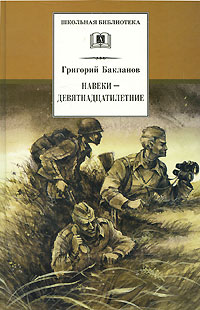 ШКОЛЬНАЯ БИБЛИОТЕКА
Григорий Бакланов
НАВЕКИ —
ДЕВЯТНАДЦАТИЛЕТНИЕ